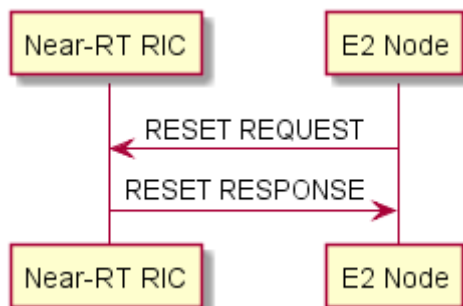 Near-RT RIC
E2 Node
RESET REQUEST
RESET RESPONSE
Near-RT RIC
E2 Node